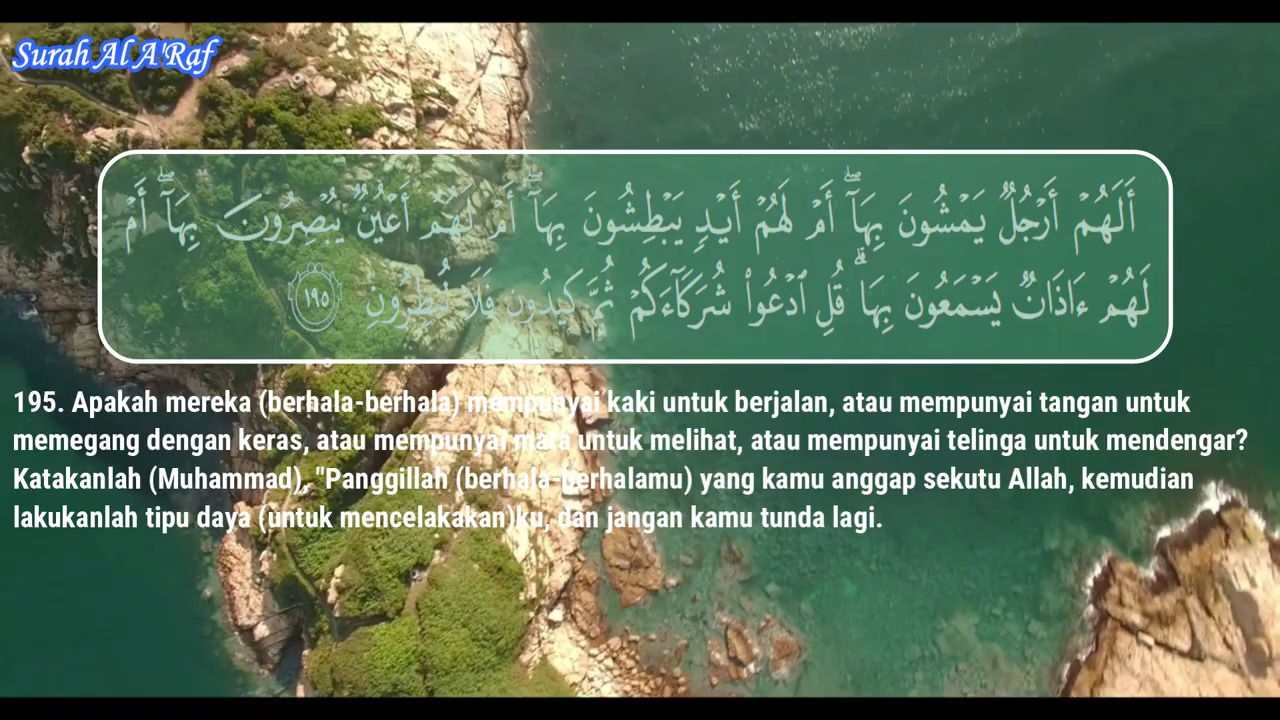 Surah Al A'Raf
أَلَهُمۡ أَرۡجُلٞ يَمۡشُونَ بِهَآۖ أَمۡ لَهُمۡ أَيۡدٖ يَبۡطِشُونَ بِهَآۖ أَمۡ لَهُمۡ أَعۡيُنٞ يُبۡصِرُونَ بِهَآۖ أَمۡ
لَهُمۡ ءَاذَانٞ يَسۡمَعُونَ بِهَاۗ قُلِ ٱدۡعُواْ شُرَكَآءَكُمۡ ثُمَّ كِيدُونِ فَلَا تُنظِرُونِ ١٩٥
195. Apakah mereka (berhala-berhala) mempunyai kaki untuk berjalan, atau mempunyai tangan untuk
memegang dengan keras, atau mempunyai mata untuk melihat, atau mempunyai telinga untuk mendengar?
Katakanlah (Muhammad), "Panggillah (berhala-berhalamu) yang kamu anggap sekutu Allah, kemudian
lakukanlah tipu daya (untuk mencelakakan)ku, dan jangan kamu tunda lagi.